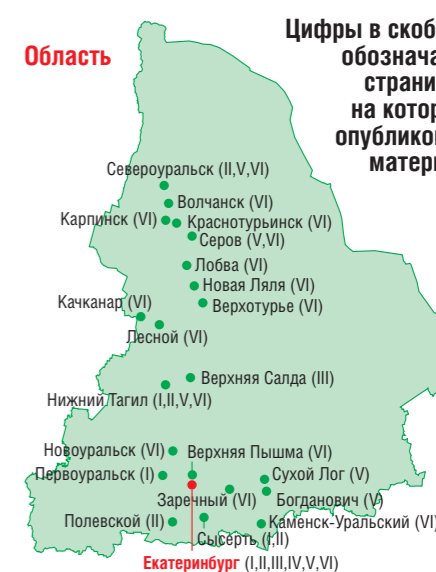 Область
Цифры в скоб
обознача
страни
на котор
опубликов
матер
Североуральск (II,V,VI)
Волчанск (VI)
Карпинск (VI)
Краснотурьинск (VI)
Серов (V,VI)
Лобва (VI)
Новая Ляля (VI)
Верхотурье (VI)
Качканар (VI)
Лесной (VI)
Верхняя Салда (III)
Нижний Тагил (I,II,V,VI)
Новоуральск (VI)
Верхняя Пышма (VI)
Первоуральск (I)
Сухой Лог (V)
Заречный (VI)
Богданович (V)
Полевской (II)
Каменск-Уральский (VI)
Сысерть (I,II)
Екатеринбург (I,II,III,IV,V,VI)